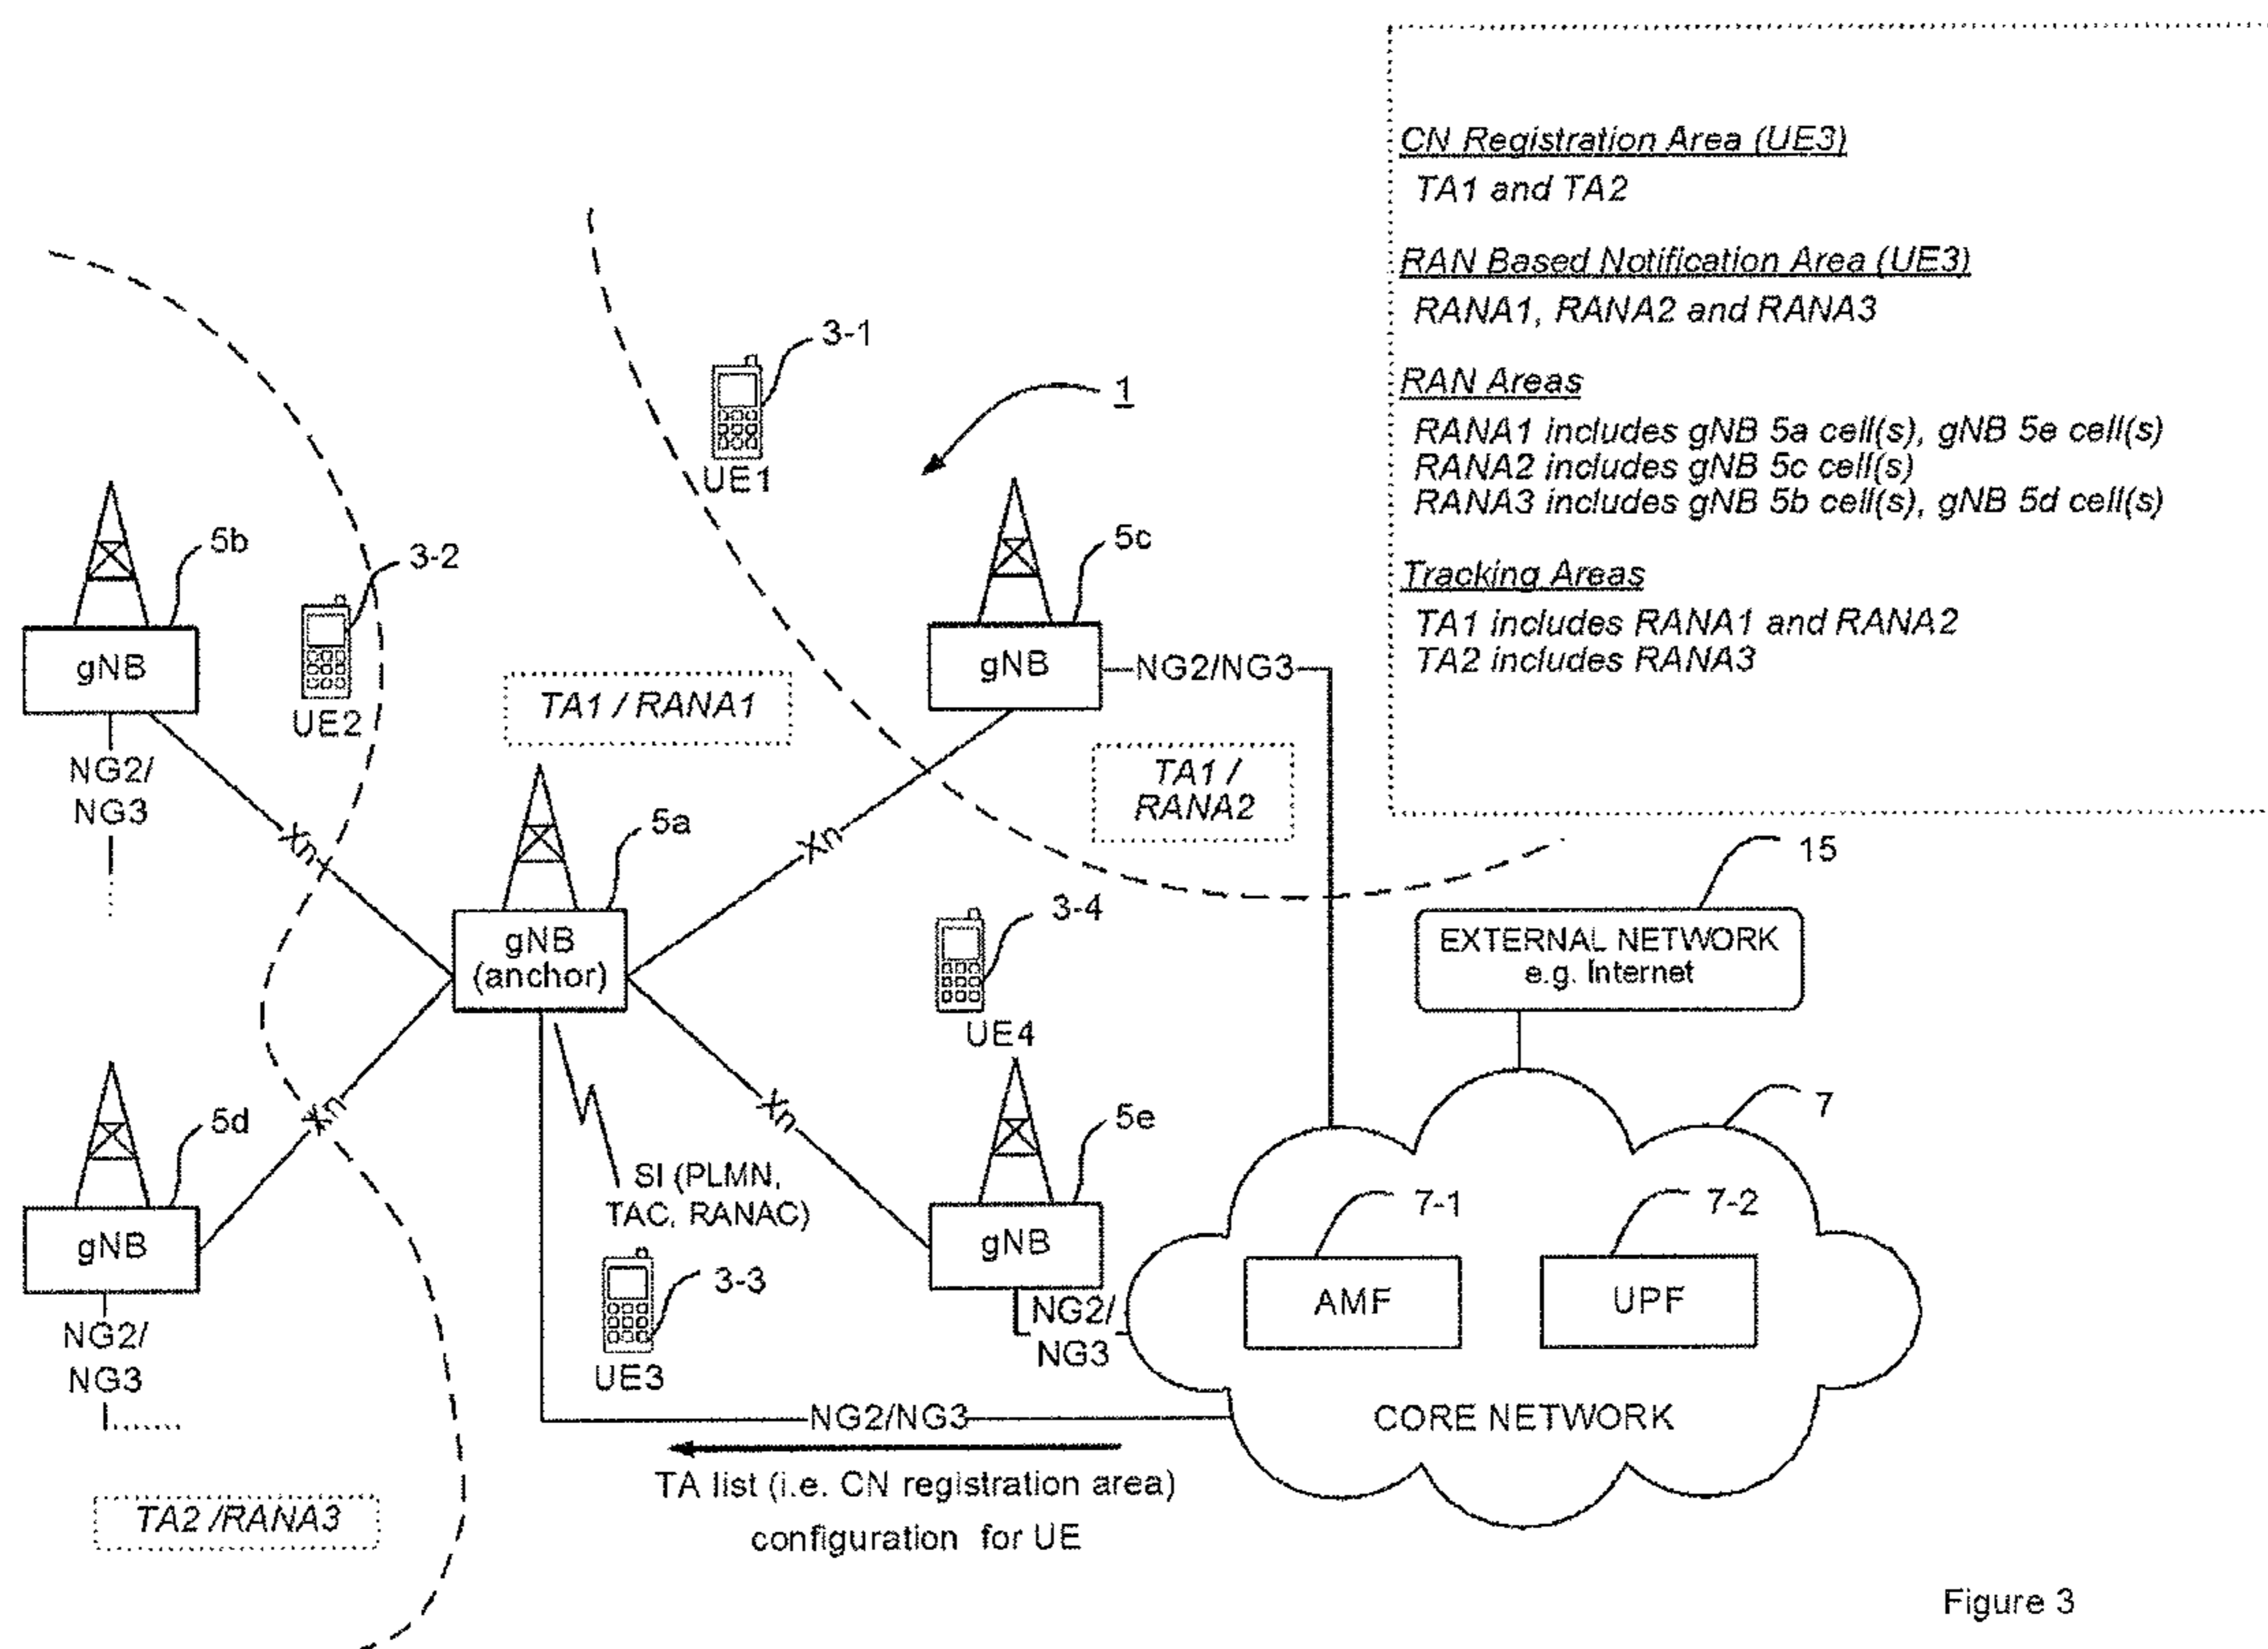 CN Registration Area (UE3)
TA1 and TA2
RAN Based Notification Area (UE3)
RANA1, RANA2 and RANA3
RAN Areas
RANA1 includes gNB 5a cell(s), gNB 5e cell(s)
RANA2 includes gNB 5c cell(s)
RANA3 includes gNB 5b cell(s), gNB 5d cell(s)
Tracking Areas
TA1 includes RANA1 and RANA2
TA2 includes RANA3
3-1
UE1
1
5b
gNB
NG2/
NG3
3-2
UE2
5c
gNB
NG2/NG3
TA1 / RANA1
TA1 /
RANA2
Xn
Xn
5a
gNB
(anchor)
3-4
UE4
15
EXTERNAL NETWORK
e.g. Internet
Xn
Xn
5d
gNB
NG2/
NG3
SI (PLMN,
TAC, RANAC)
3-3
UE3
5e
gNB
NG2/
NG3
7
7-1
AMF
7-2
UPF
CORE NETWORK
NG2/NG3
TA list (i.e. CN registration area)
configuration for UE
TA2 /RANA3
Figure 3